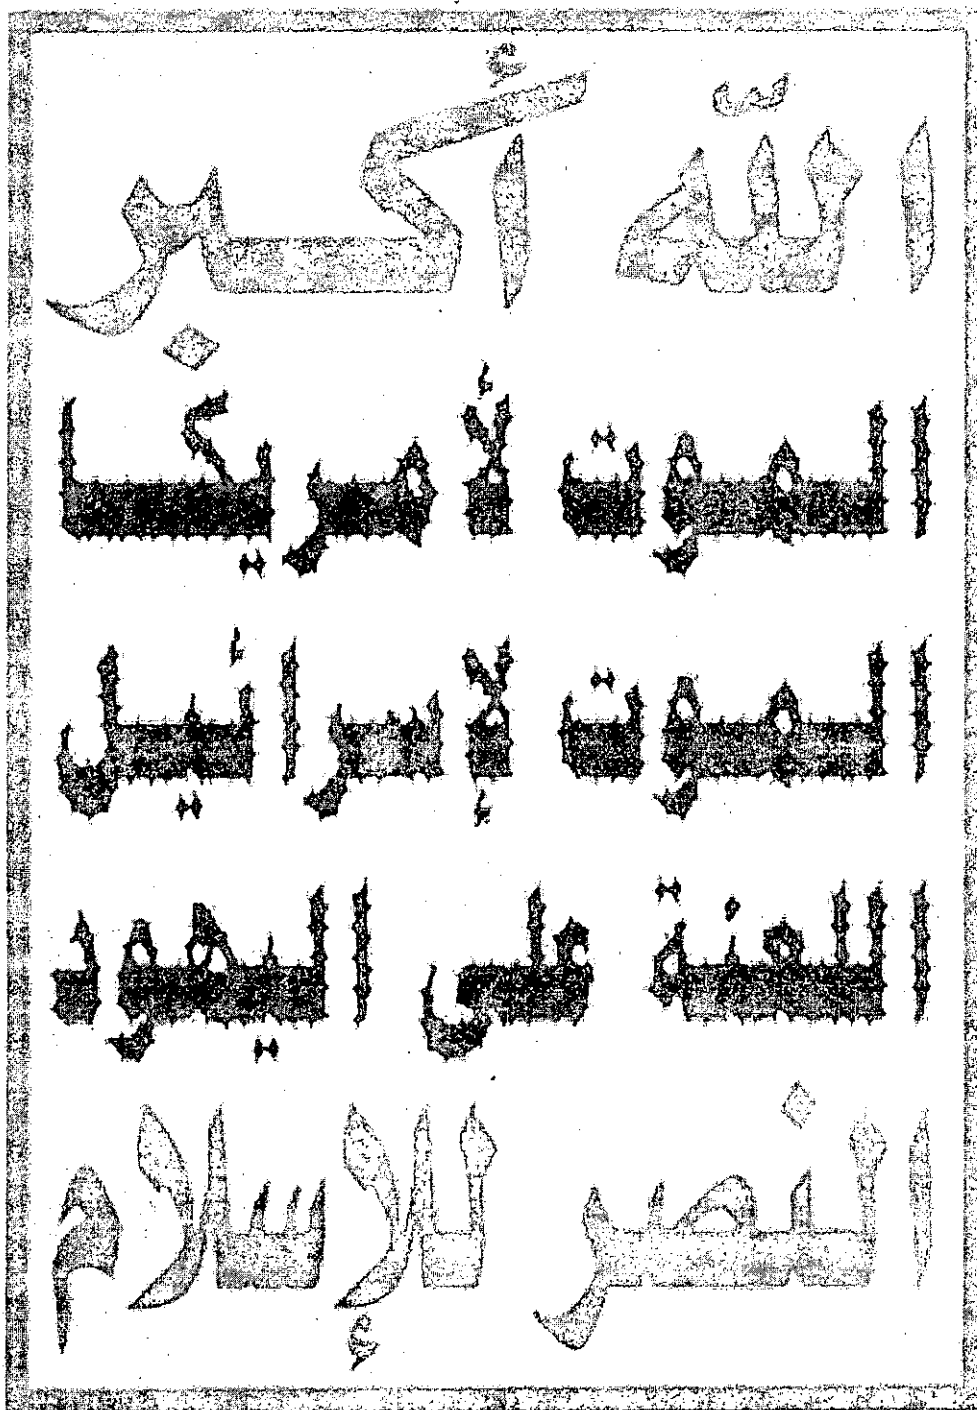 الله أكبر
الموت لأمريكا
الموت لإسرائيل
اللعنة على اليهود
النصر للإسلام